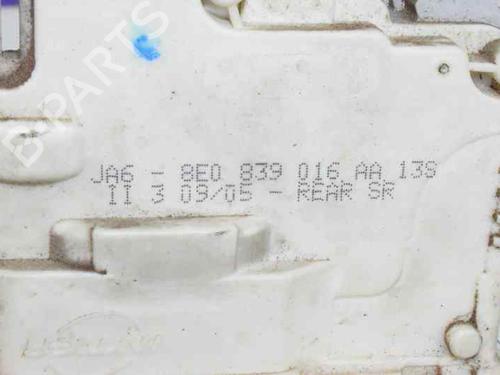 B-PARTS
JA6 - 8E0 839 016 AA 13S
II 3 09/05 - REAR SR